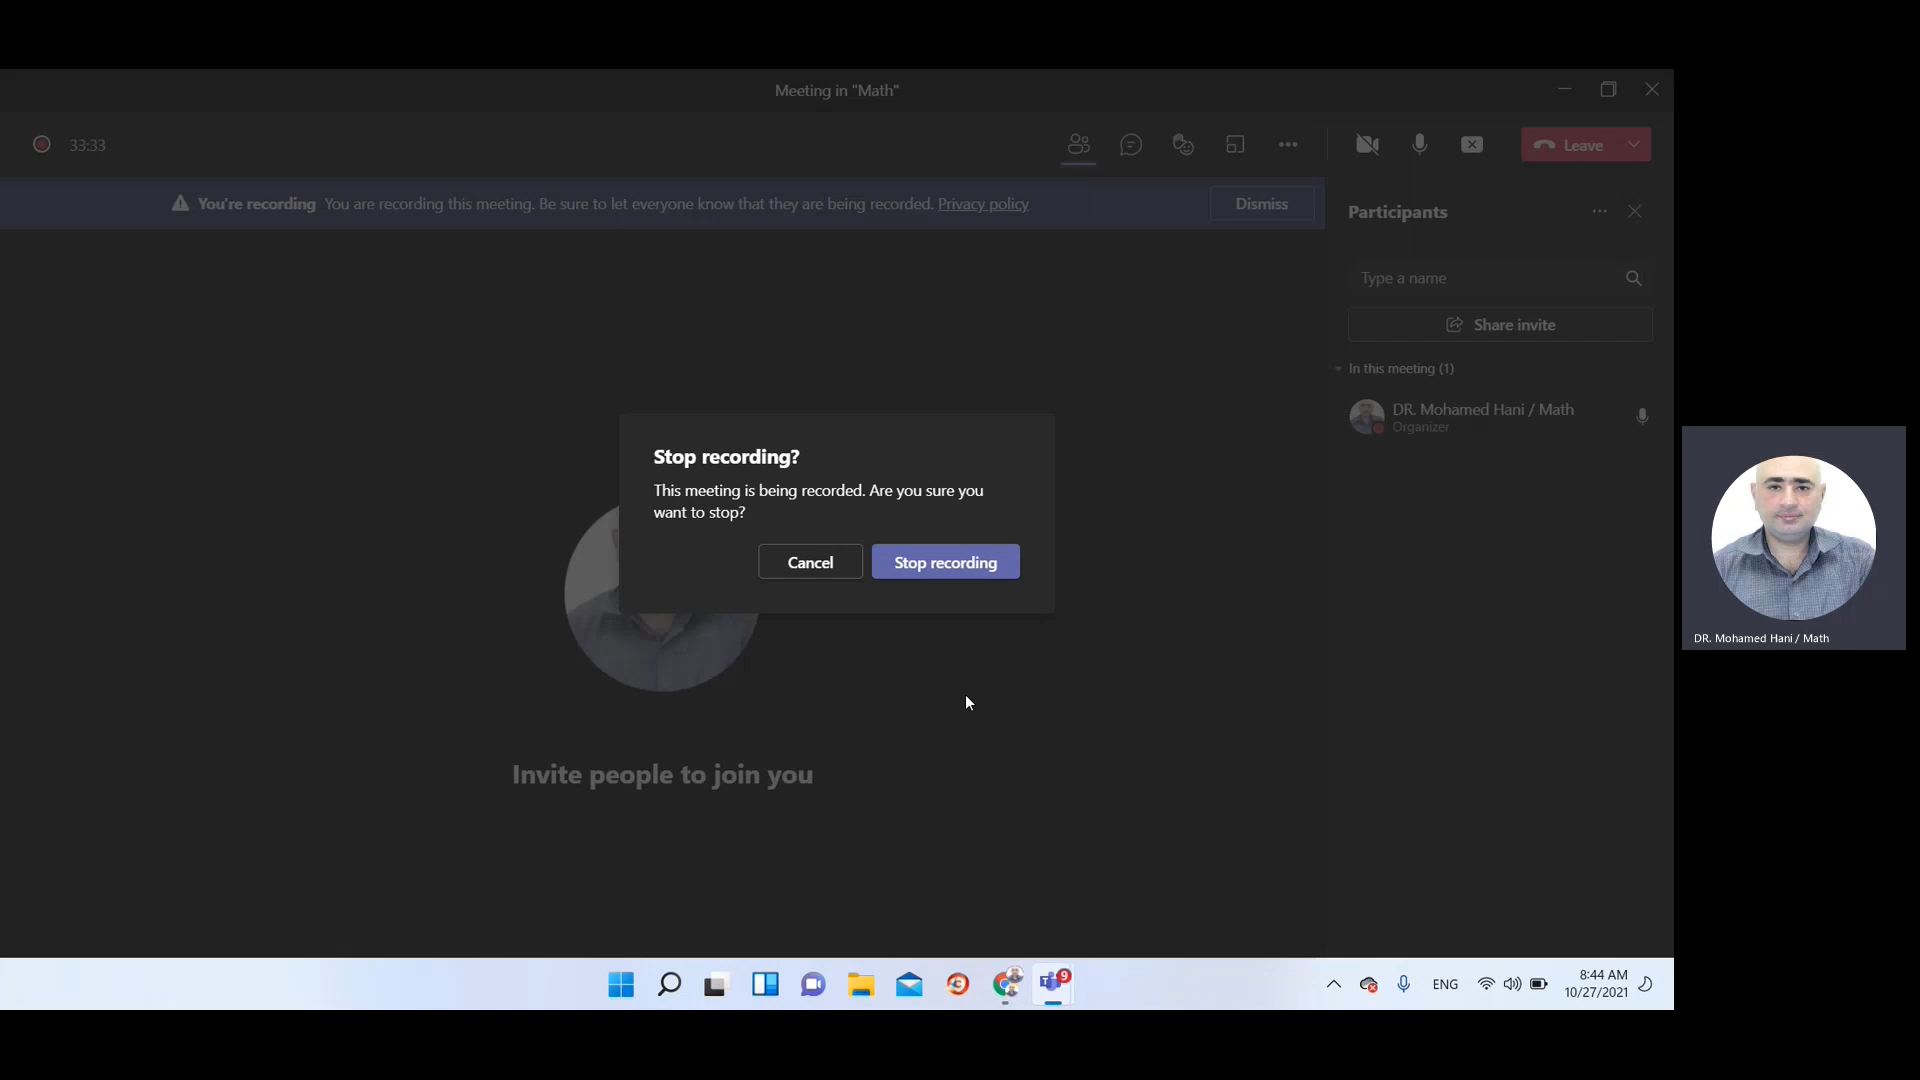 Meeting in "Math"
33:33
Leave
You're recording You are recording this meeting. Be sure to let everyone know that they are being recorded. Privacy policy
Dismiss
Participants
Type a name
Share invite
In this meeting (1)
DR. Mohamed Hani / Math
Organizer
Stop recording?
This meeting is being recorded. Are you sure you
want to stop?
Cancel
Stop recording
DR. Mohamed Hani / Math
Invite people to join you
9
ENG
8:44 AM
10/27/2021